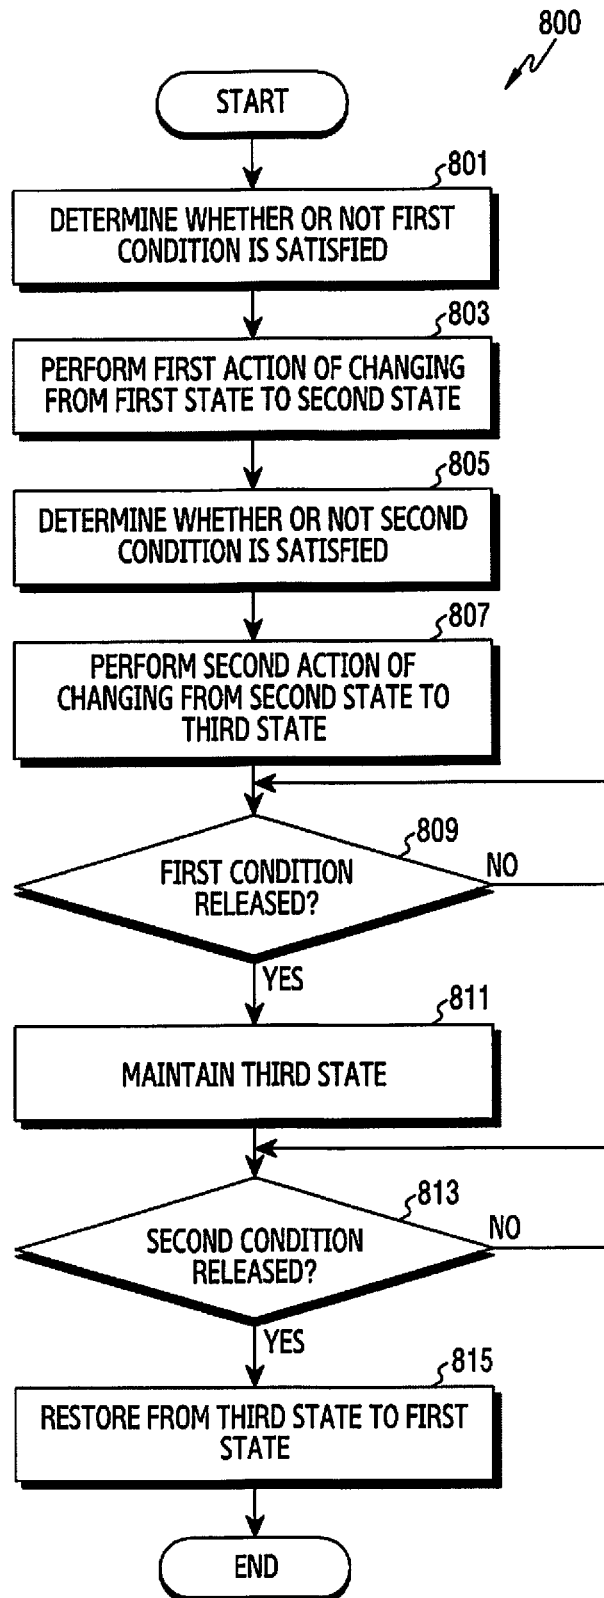 800
START
801
DETERMINE WHETHER OR NOT FIRST
CONDITION IS SATISFIED
803
PERFORM FIRST ACTION OF CHANGING
FROM FIRST STATE TO SECOND STATE
805
DETERMINE WHETHER OR NOT SECOND
CONDITION IS SATISFIED
807
PERFORM SECOND ACTION OF
CHANGING FROM SECOND STATE TO
THIRD STATE
809
FIRST CONDITION
RELEASED?
NO
YES
811
MAINTAIN THIRD STATE
813
SECOND CONDITION
RELEASED?
NO
YES
815
RESTORE FROM THIRD STATE TO FIRST
STATE
END